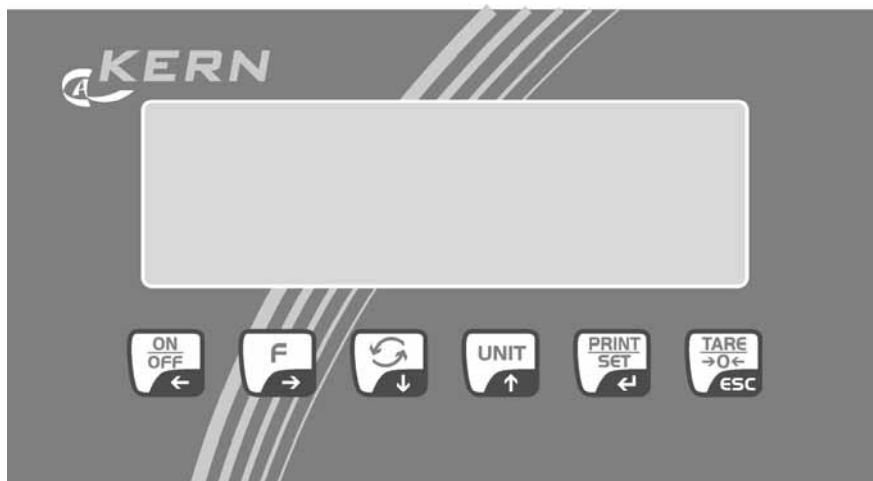 KERN
ON
OFF
←
F
→
↓
UNIT
↑
PRINT
SET
↵
TARE
→0←
ESC